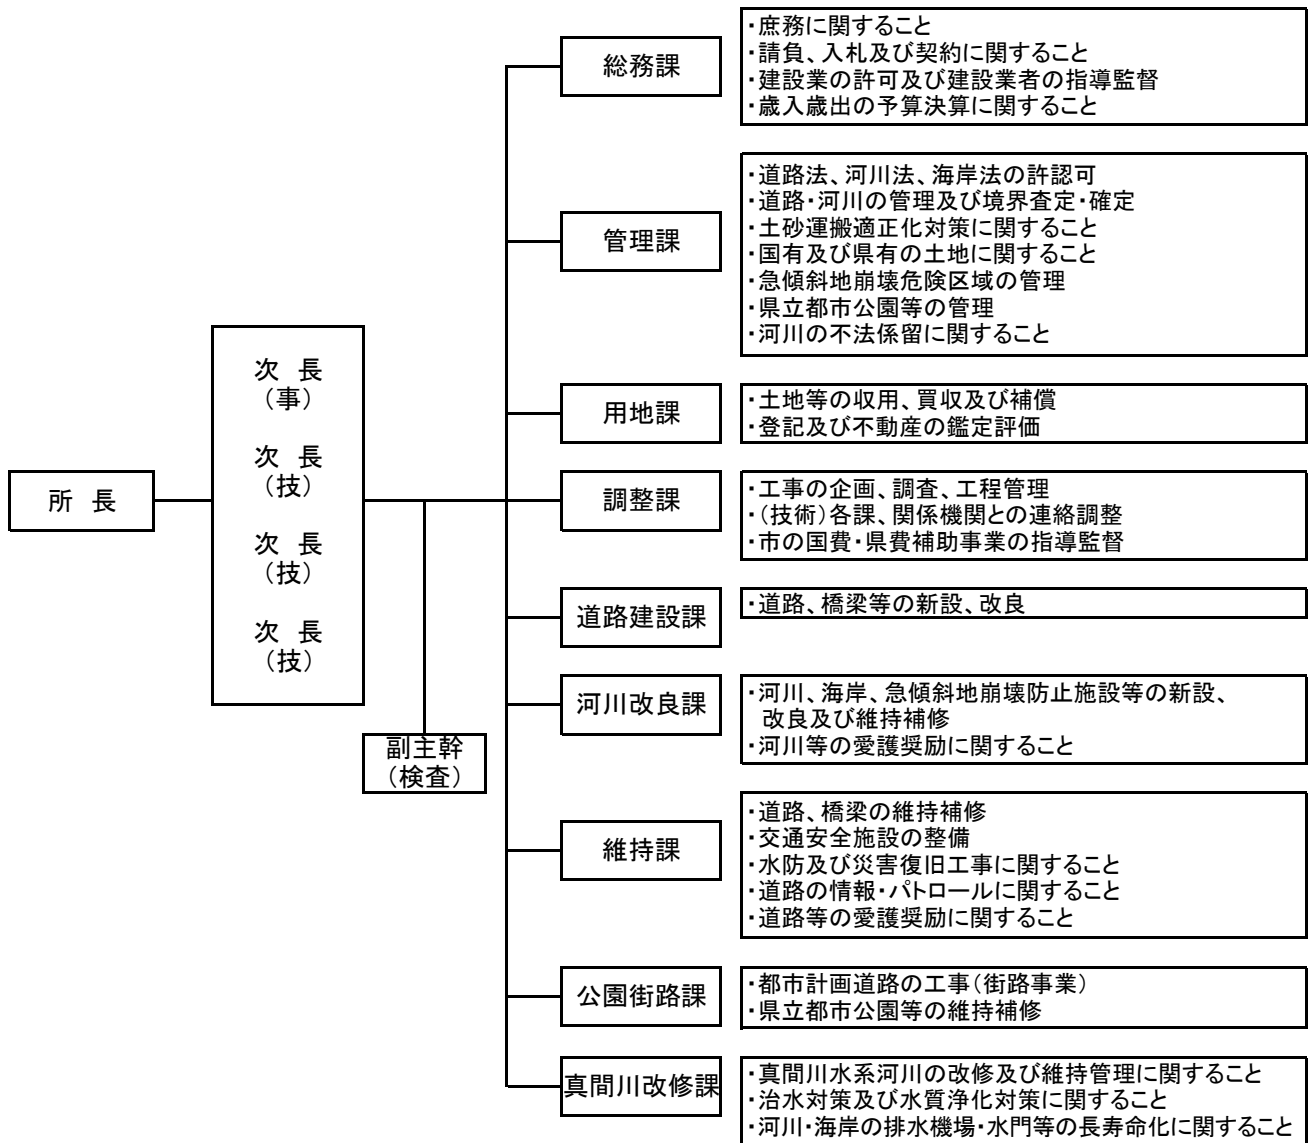 所 長
次 長
（事）
次 長
（技）
次 長
（技）
次 長
（技）
副主幹
（検査）
総務課
・庶務に関すること
・請負、入札及び契約に関すること
・建設業の許可及び建設業者の指導監督
・歳入歳出の予算決算に関すること
管理課
・道路法、河川法、海岸法の許認可
・道路・河川の管理及び境界査定・確定
・土砂運搬適正化対策に関すること
・国有及び県有の土地に関すること
・急傾斜地崩壊危険区域の管理
・県立都市公園等の管理
・河川の不法係留に関すること
用地課
・土地等の収用、買収及び補償
・登記及び不動産の鑑定評価
調整課
・工事の企画、調査、工程管理
・（技術）各課、関係機関との連絡調整
・市の国費・県費補助事業の指導監督
道路建設課
・道路、橋梁等の新設、改良
河川改良課
・河川、海岸、急傾斜地崩壊防止施設等の新設、
改良及び維持補修
・河川等の愛護奨励に関すること
維持課
・道路、橋梁の維持補修
・交通安全施設の整備
・水防及び災害復旧工事に関すること
・道路の情報・パトロールに関すること
・道路等の愛護奨励に関すること
公園街路課
・都市計画道路の工事（街路事業）
・県立都市公園等の維持補修
真間川改修課
・真間川水系河川の改修及び維持管理に関すること
・治水対策及び水質浄化対策に関すること
・河川・海岸の排水機場・水門等の長寿命化に関すること